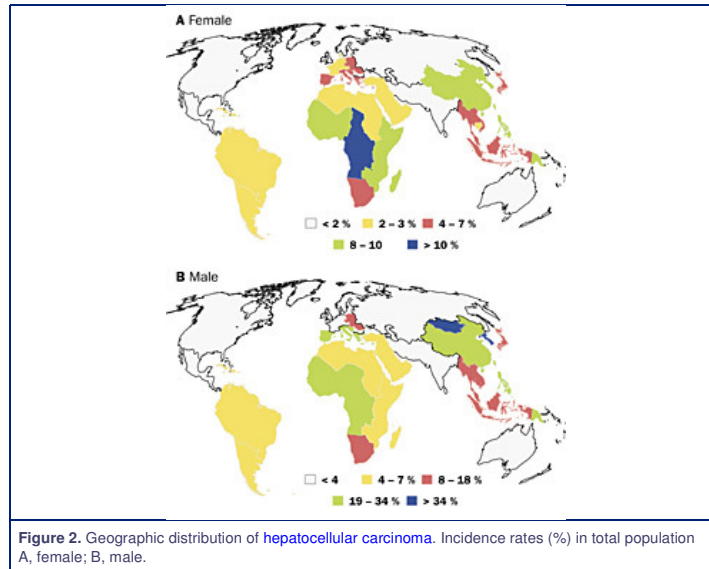 A Female
< 2 % 2 – 3 % 4 – 7 %
8 – 10 > 10 %
B Male
< 4 4 – 7 % 8 – 18 %
19 – 34 % > 34 %
Figure 2. Geographic distribution of hepatocellular carcinoma. Incidence rates (%) in total population
A, female; B, male.